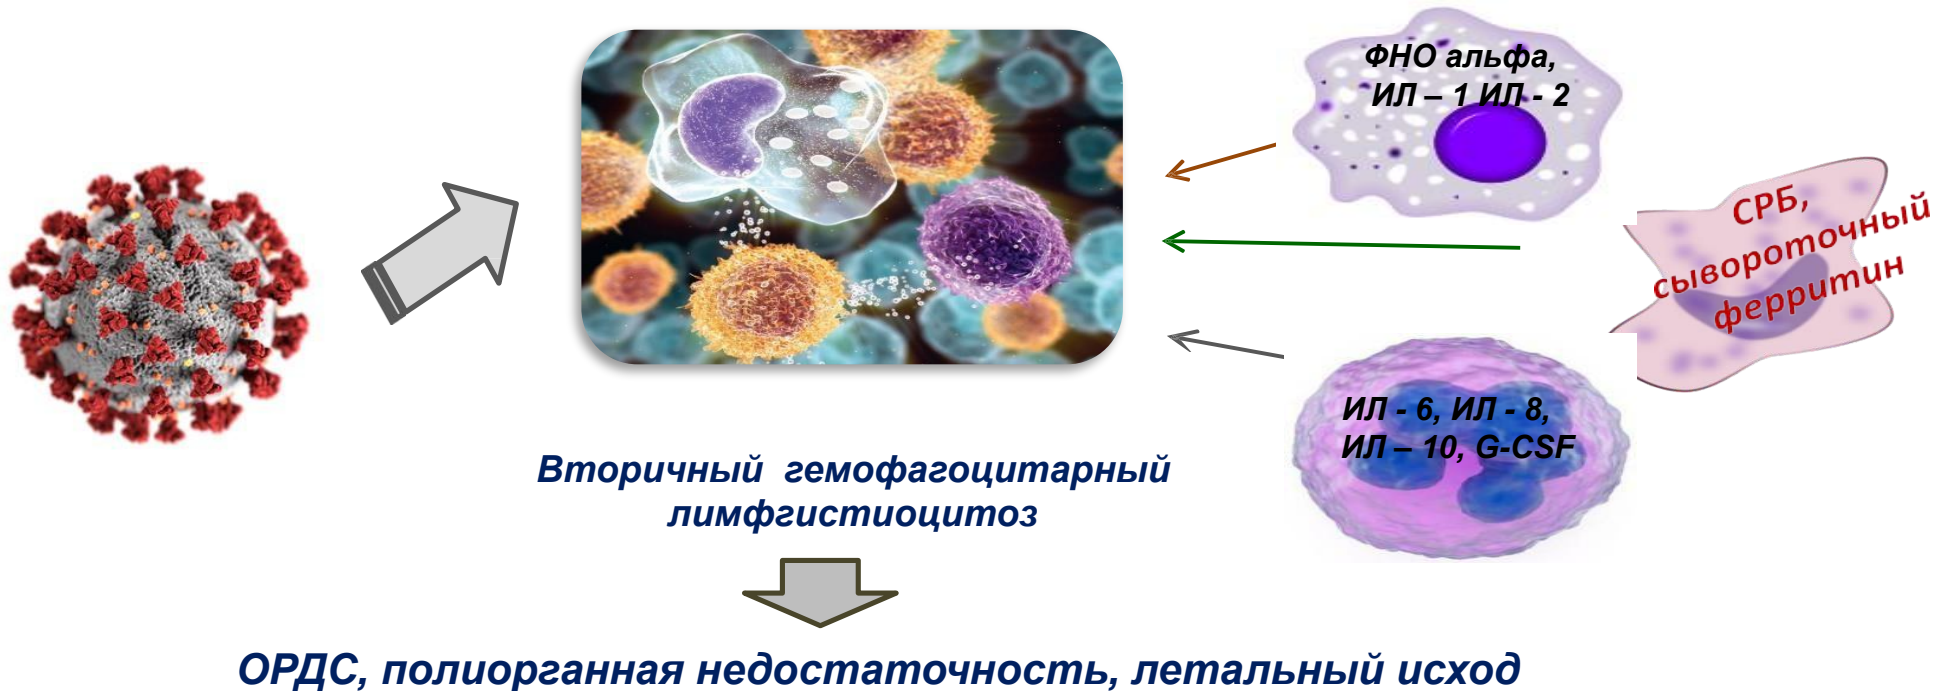 ФНО альфа,
ИЛ – 1 ИЛ - 2
СРБ,
сывороточный
ферритин
ИЛ - 6, ИЛ - 8,
ИЛ – 10, G-CSF
Вторичный гемофагоцитарный
лимфгистиоцитоз
ОРДС, полиорганная недостаточность, летальный исход